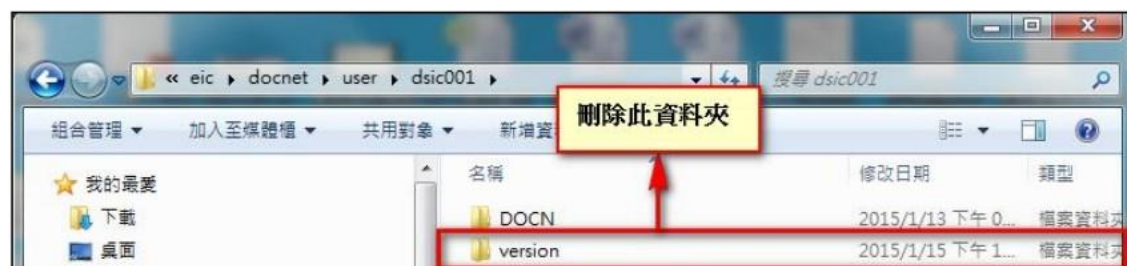 « eic ▸ docnet ▸ user ▸ dsic001 ▸
搜尋 dsic001
組合管理 ▼ 加入至媒體櫃 ▼ 共用對象 ▼ 新增資
刪除此資料夾
我的最愛
下載
桌面
名稱 修改日期 類型
DOCN 2015/1/13 下午 0... 檔案資料夾
version 2015/1/15 下午 1... 檔案資料夾